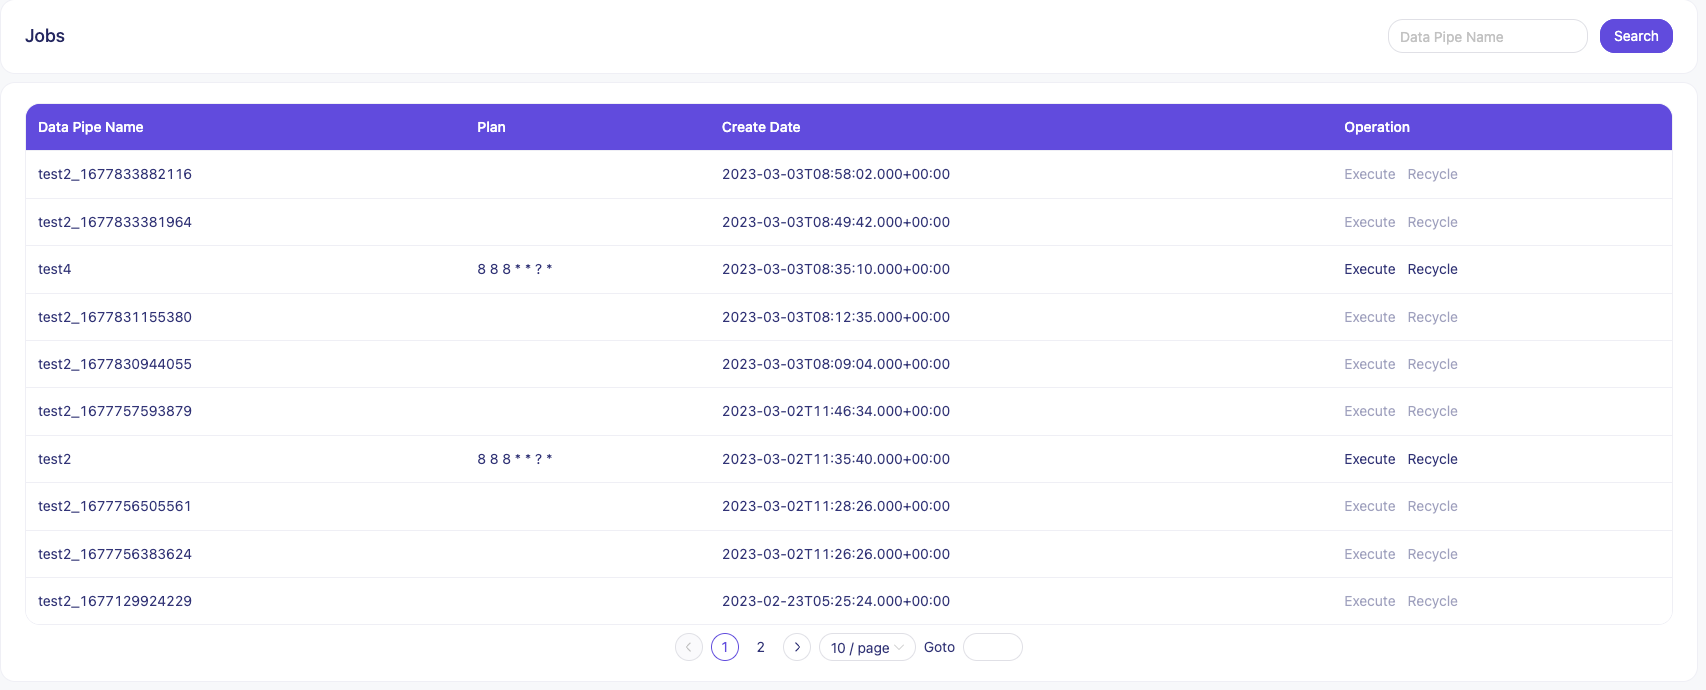 Jobs
Data Pipe Name
Search
Data Pipe Name Plan Create Date Operation
test2_1677833882116 2023-03-03T08:58:02.000+00:00 Execute Recycle
test2_1677833381964 2023-03-03T08:49:42.000+00:00 Execute Recycle
test4 8 8 8 * * ? * 2023-03-03T08:35:10.000+00:00 Execute Recycle
test2_1677831155380 2023-03-03T08:12:35.000+00:00 Execute Recycle
test2_1677830944055 2023-03-03T08:09:04.000+00:00 Execute Recycle
test2_1677757593879 2023-03-02T11:46:34.000+00:00 Execute Recycle
test2 8 8 8 * * ? * 2023-03-02T11:35:40.000+00:00 Execute Recycle
test2_1677756505561 2023-03-02T11:28:26.000+00:00 Execute Recycle
test2_1677756383624 2023-03-02T11:26:26.000+00:00 Execute Recycle
test2_1677129924229 2023-02-23T05:25:24.000+00:00 Execute Recycle
1 2 10 / page Goto